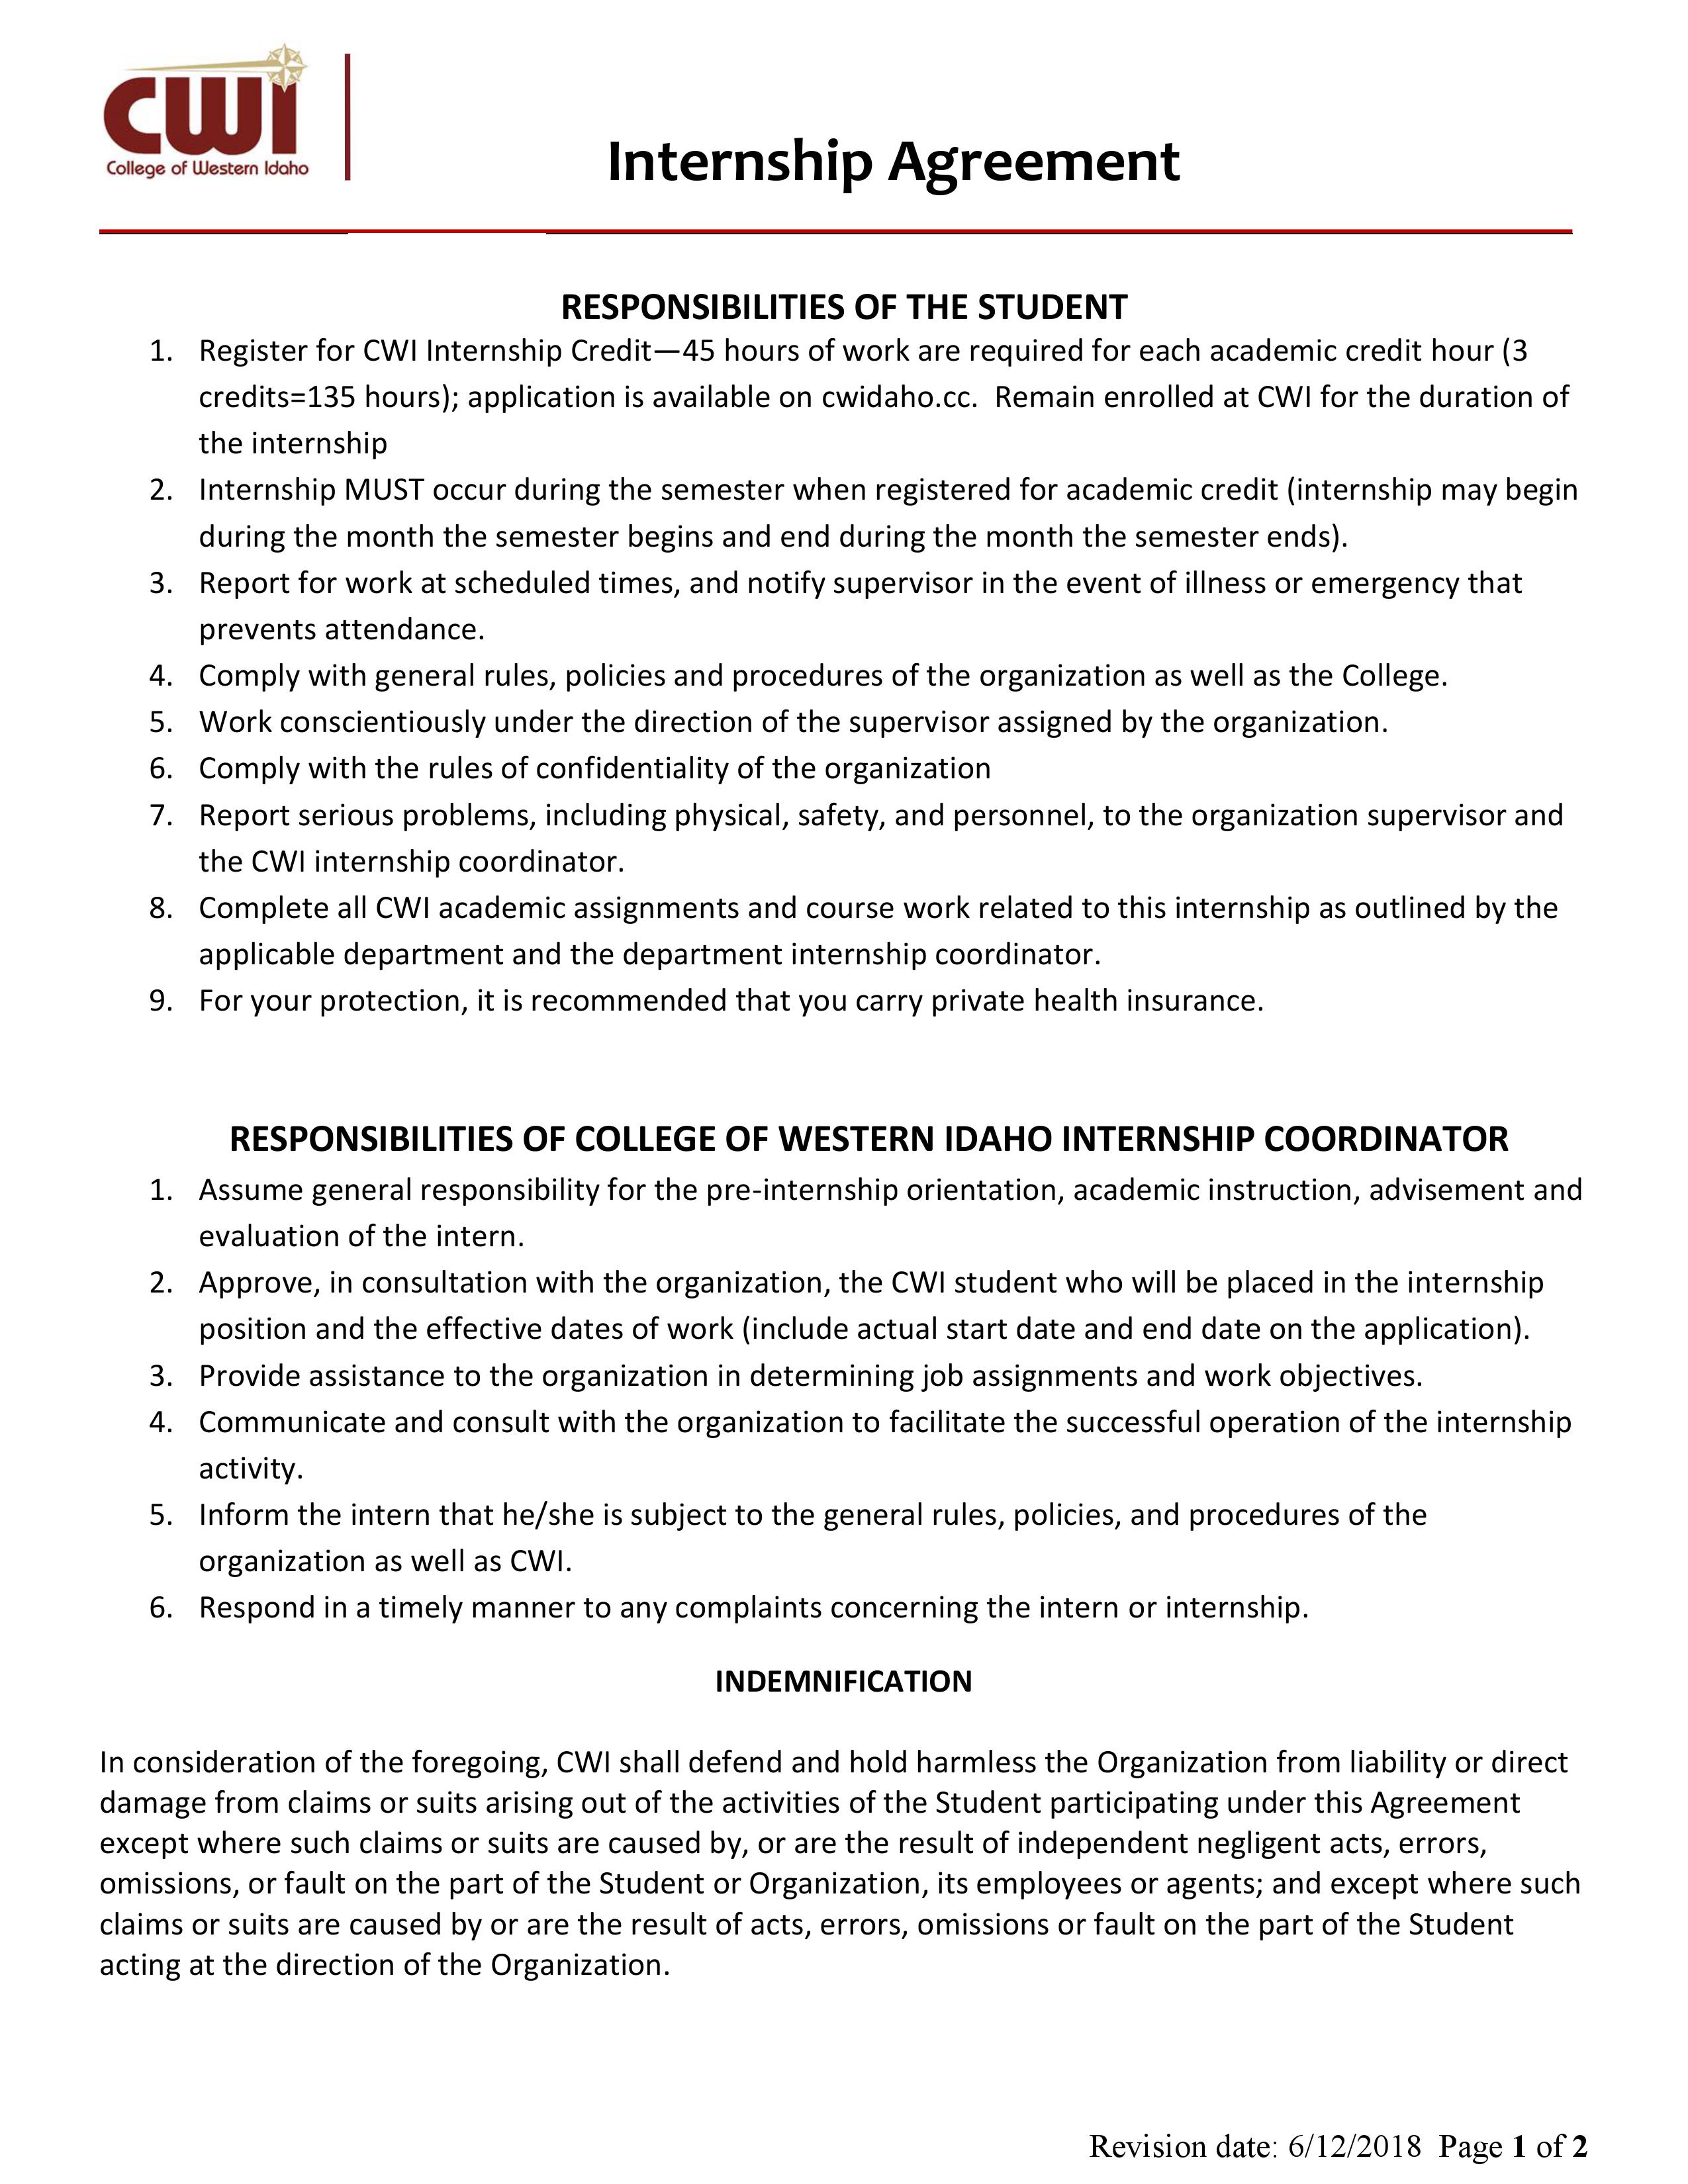 CWI
College of Western Idaho
Internship Agreement
RESPONSIBILITIES OF THE STUDENT
1. Register for CWI Internship Credit—45 hours of work are required for each academic credit hour (3
credits=135 hours); application is available on cwidaho.cc.  Remain enrolled at CWI for the duration of
the internship
2. Internship MUST occur during the semester when registered for academic credit (internship may begin
during the month the semester begins and end during the month the semester ends).
3. Report for work at scheduled times, and notify supervisor in the event of illness or emergency that
prevents attendance.
4. Comply with general rules, policies and procedures of the organization as well as the College.
5. Work conscientiously under the direction of the supervisor assigned by the organization.
6. Comply with the rules of confidentiality of the organization
7. Report serious problems, including physical, safety, and personnel, to the organization supervisor and
the CWI internship coordinator.
8. Complete all CWI academic assignments and course work related to this internship as outlined by the
applicable department and the department internship coordinator.
9. For your protection, it is recommended that you carry private health insurance.
RESPONSIBILITIES OF COLLEGE OF WESTERN IDAHO INTERNSHIP COORDINATOR
1. Assume general responsibility for the pre-internship orientation, academic instruction, advisement and
evaluation of the intern.
2. Approve, in consultation with the organization, the CWI student who will be placed in the internship
position and the effective dates of work (include actual start date and end date on the application).
3. Provide assistance to the organization in determining job assignments and work objectives.
4. Communicate and consult with the organization to facilitate the successful operation of the internship
activity.
5. Inform the intern that he/she is subject to the general rules, policies, and procedures of the
organization as well as CWI.
6. Respond in a timely manner to any complaints concerning the intern or internship.
INDEMNIFICATION
In consideration of the foregoing, CWI shall defend and hold harmless the Organization from liability or direct
damage from claims or suits arising out of the activities of the Student participating under this Agreement
except where such claims or suits are caused by, or are the result of independent negligent acts, errors,
omissions, or fault on the part of the Student or Organization, its employees or agents; and except where such
claims or suits are caused by or are the result of acts, errors, omissions or fault on the part of the Student
acting at the direction of the Organization.
Revision date: 6/12/2018  Page 1 of 2